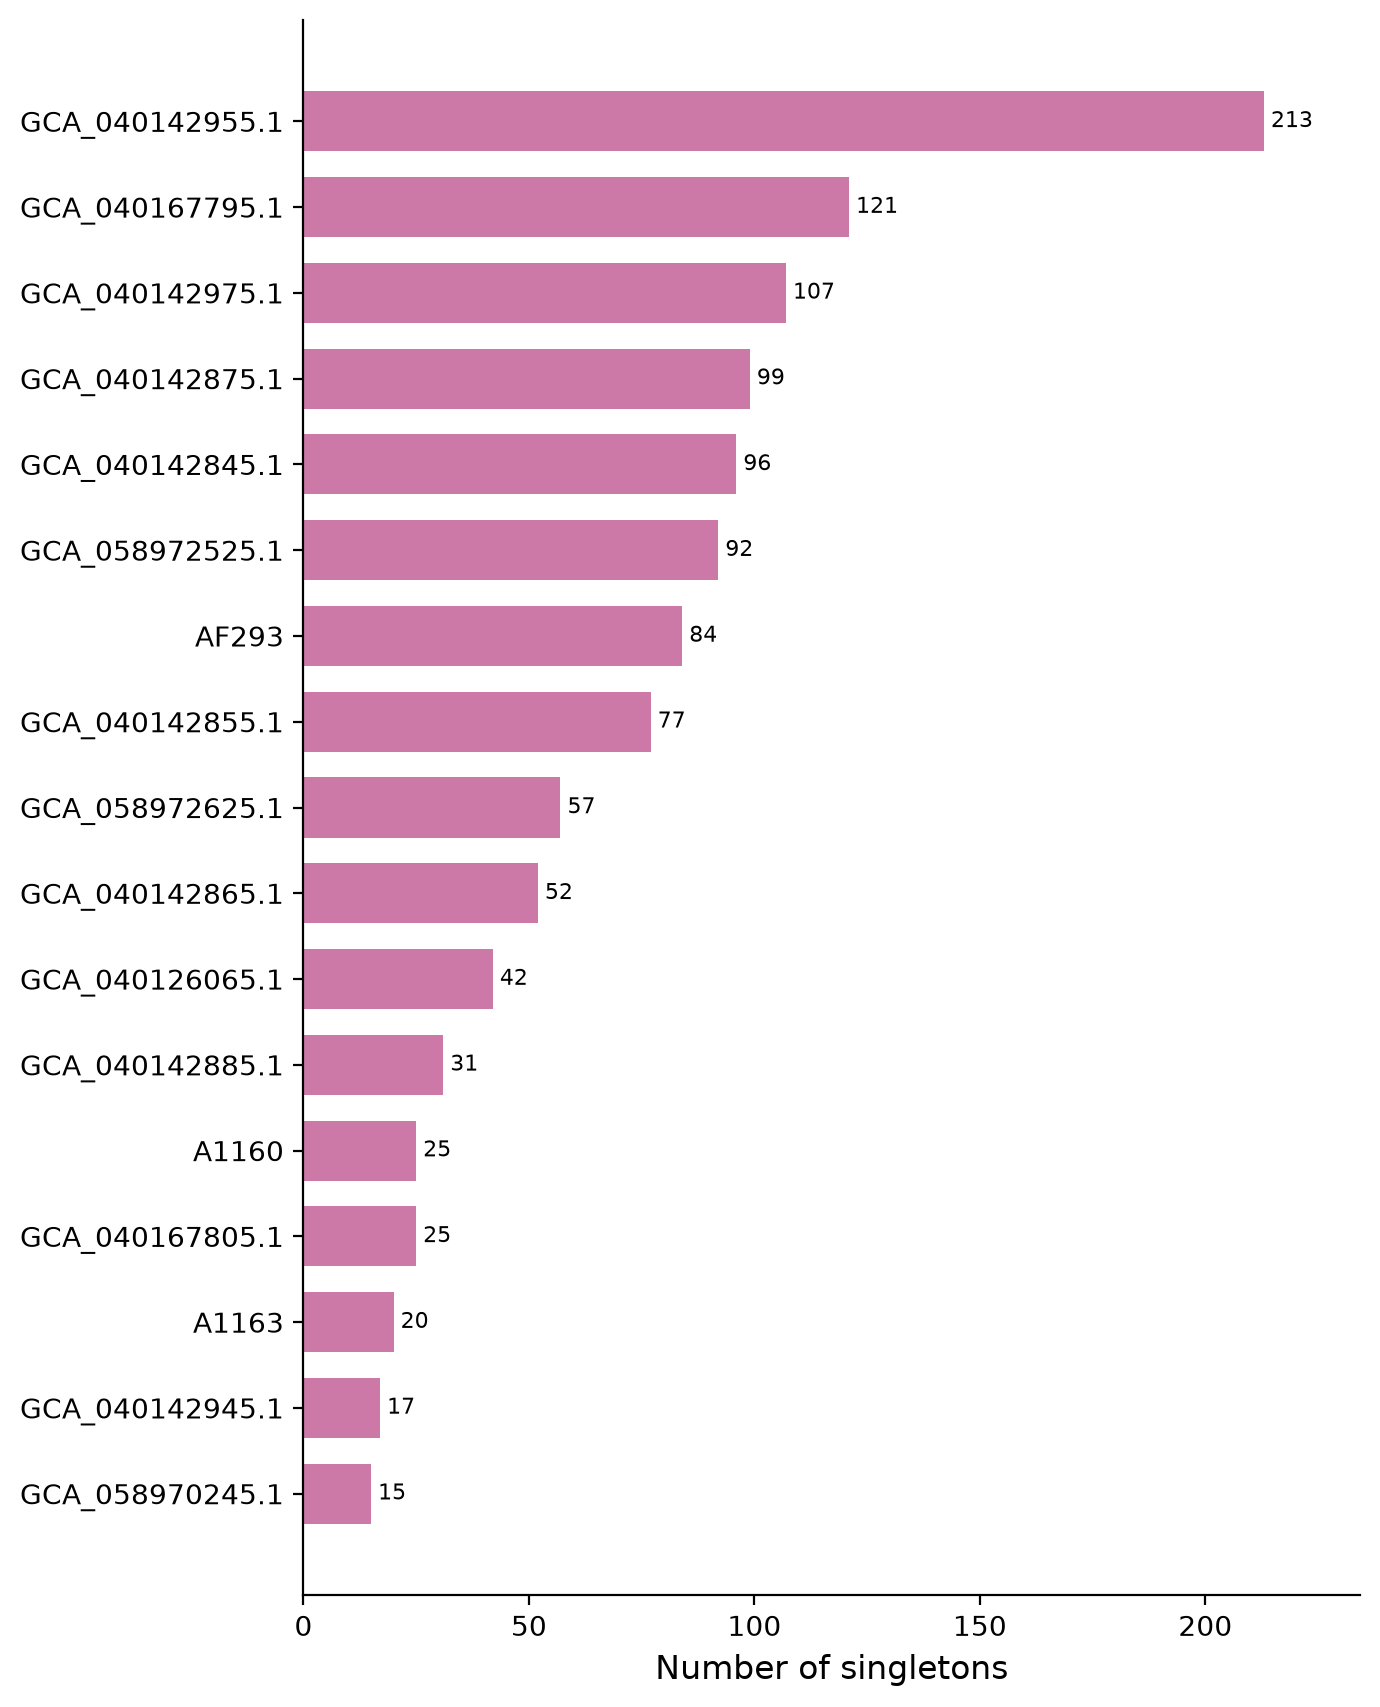 GCA_040142955.1 213
GCA_040167795.1 121
GCA_040142975.1 107
GCA_040142875.1 99
GCA_040142845.1 96
GCA_058972525.1 92
AF293 84
GCA_040142855.1 77
GCA_058972625.1 57
GCA_040142865.1 52
GCA_040126065.1 42
GCA_040142885.1 31
A1160 25
GCA_040167805.1 25
A1163 20
GCA_040142945.1 17
GCA_058970245.1 15
0 50 100 150 200
Number of singletons